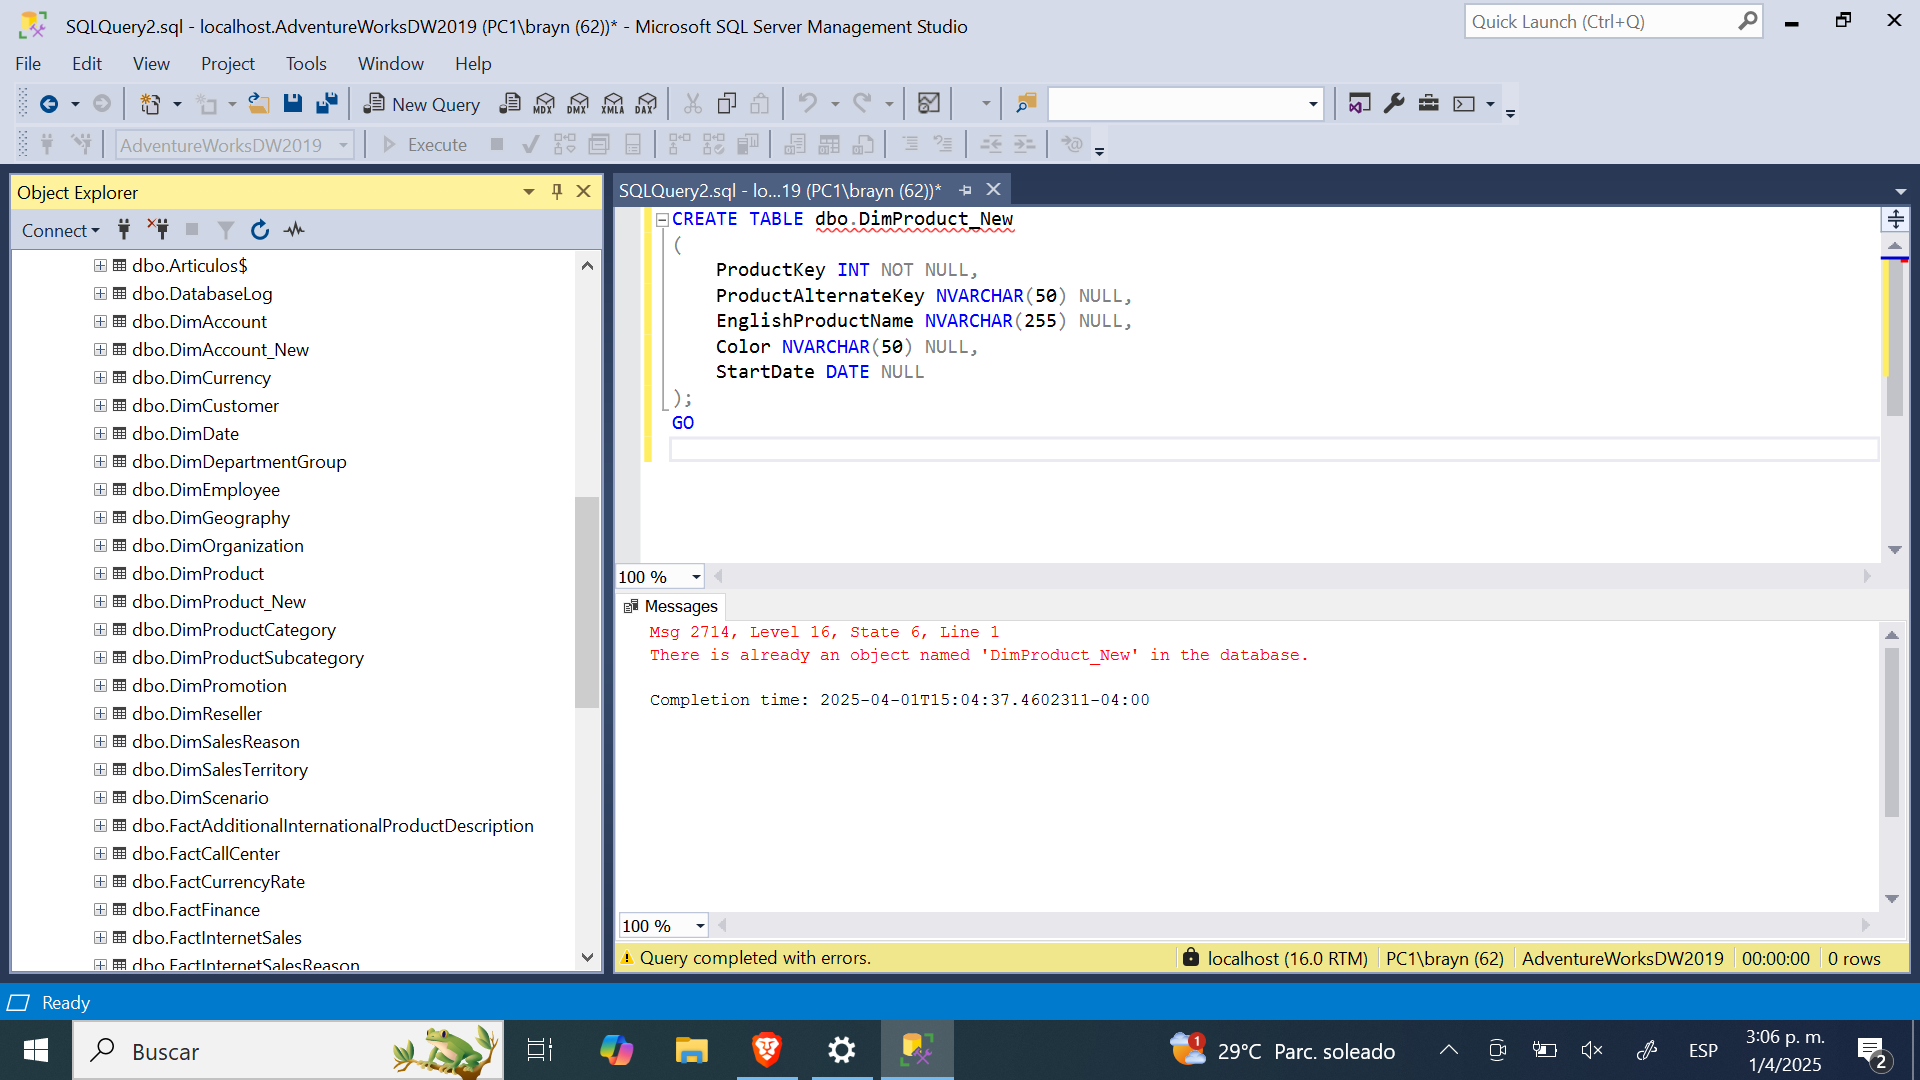 SQLQuery2.sql - localhost.AdventureWorksDW2019 (PC1\brayn (62))* - Microsoft SQL Server Management Studio
Quick Launch (Ctrl+Q)
File Edit View Project Tools Window Help
New Query MDX DMX XMLA DAX
AdventureWorksDW2019 Execute
Object Explorer
Connect
dbo.Articulos$
dbo.DatabaseLog
dbo.DimAccount
dbo.DimAccount_New
dbo.DimCurrency
dbo.DimCustomer
dbo.DimDate
dbo.DimDepartmentGroup
dbo.DimEmployee
dbo.DimGeography
dbo.DimOrganization
dbo.DimProduct
dbo.DimProduct_New
dbo.DimProductCategory
dbo.DimProductSubcategory
dbo.DimPromotion
dbo.DimReseller
dbo.DimSalesReason
dbo.DimSalesTerritory
dbo.DimScenario
dbo.FactAdditionalInternationalProductDescription
dbo.FactCallCenter
dbo.FactCurrencyRate
dbo.FactFinance
dbo.FactInternetSales
dbo.FactInternetSalesReason
SQLQuery2.sql - lo...19 (PC1\brayn (62))*
CREATE TABLE dbo.DimProduct_New
(
ProductKey INT NOT NULL,
ProductAlternateKey NVARCHAR(50) NULL,
EnglishProductName NVARCHAR(255) NULL,
Color NVARCHAR(50) NULL,
StartDate DATE NULL
);
GO
100 %
Messages
Msg 2714, Level 16, State 6, Line 1
There is already an object named 'DimProduct_New' in the database.
Completion time: 2025-04-01T15:04:37.4602311-04:00
100 %
Query completed with errors. localhost (16.0 RTM) PC1\brayn (62) AdventureWorksDW2019 00:00:00 0 rows
Ready
Buscar
1
29°C Parc. soleado
ESP
3:06 p. m.
1/4/2025
2